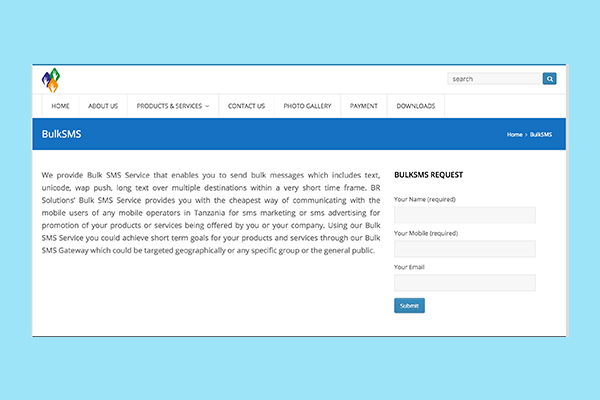 search
HOME
ABOUT US
PRODUCTS & SERVICES
CONTACT US
PHOTO GALLERY
PAYMENT
DOWNLOADS
BulkSMS
Home › BulkSMS
We provide Bulk SMS Service that enables you to send bulk messages which includes text,
unicode, wap push, long text over multiple destinations within a very short time frame. BR
Solutions' Bulk SMS Service provides you with the cheapest way of communicating with the
mobile users of any mobile operators in Tanzania for sms marketing or sms advertising for
promotion of your products or services being offered by you or your company. Using our Bulk
SMS Service you could achieve short term goals for your products and services through our Bulk
SMS Gateway which could be targeted geographically or any specific group or the general public.
BULKSMS REQUEST
Your Name (required)
Your Mobile (required)
Your Email
Submit